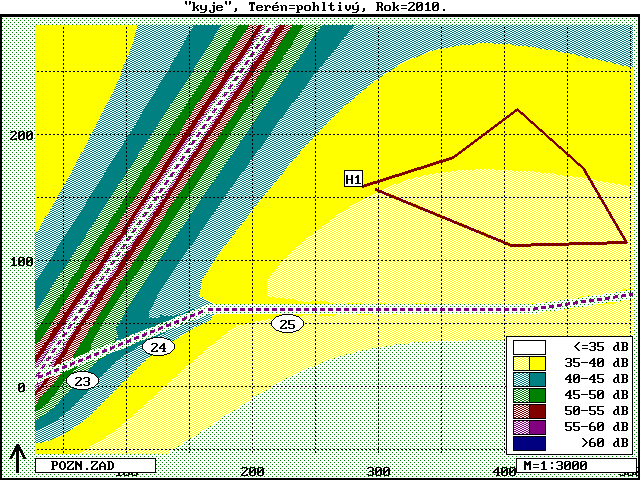 "kyje", Terén=pohltivý, Rok=2010.
200
H1
100
25
24
<=35 dB
35-40 dB
0
23
40-45 dB
45-50 dB
50-55 dB
55-60 dB
>60 dB
POZN.ZAD
200
300
400
M=1:3000